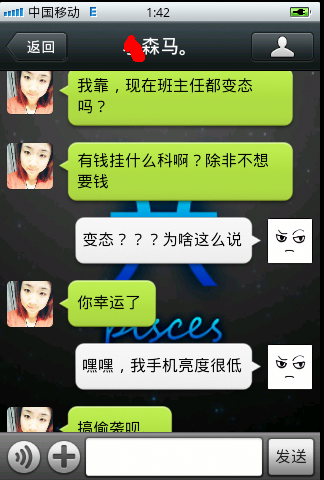 中国移动 E 1:42
返回
森马。
我靠，现在班主任都变态
吗？
有钱挂什么科啊？除非不想
要钱
变态？？？为啥这么说
你幸运了
pisces
嘿嘿，我手机亮度很低
搞偷袭呗
发送